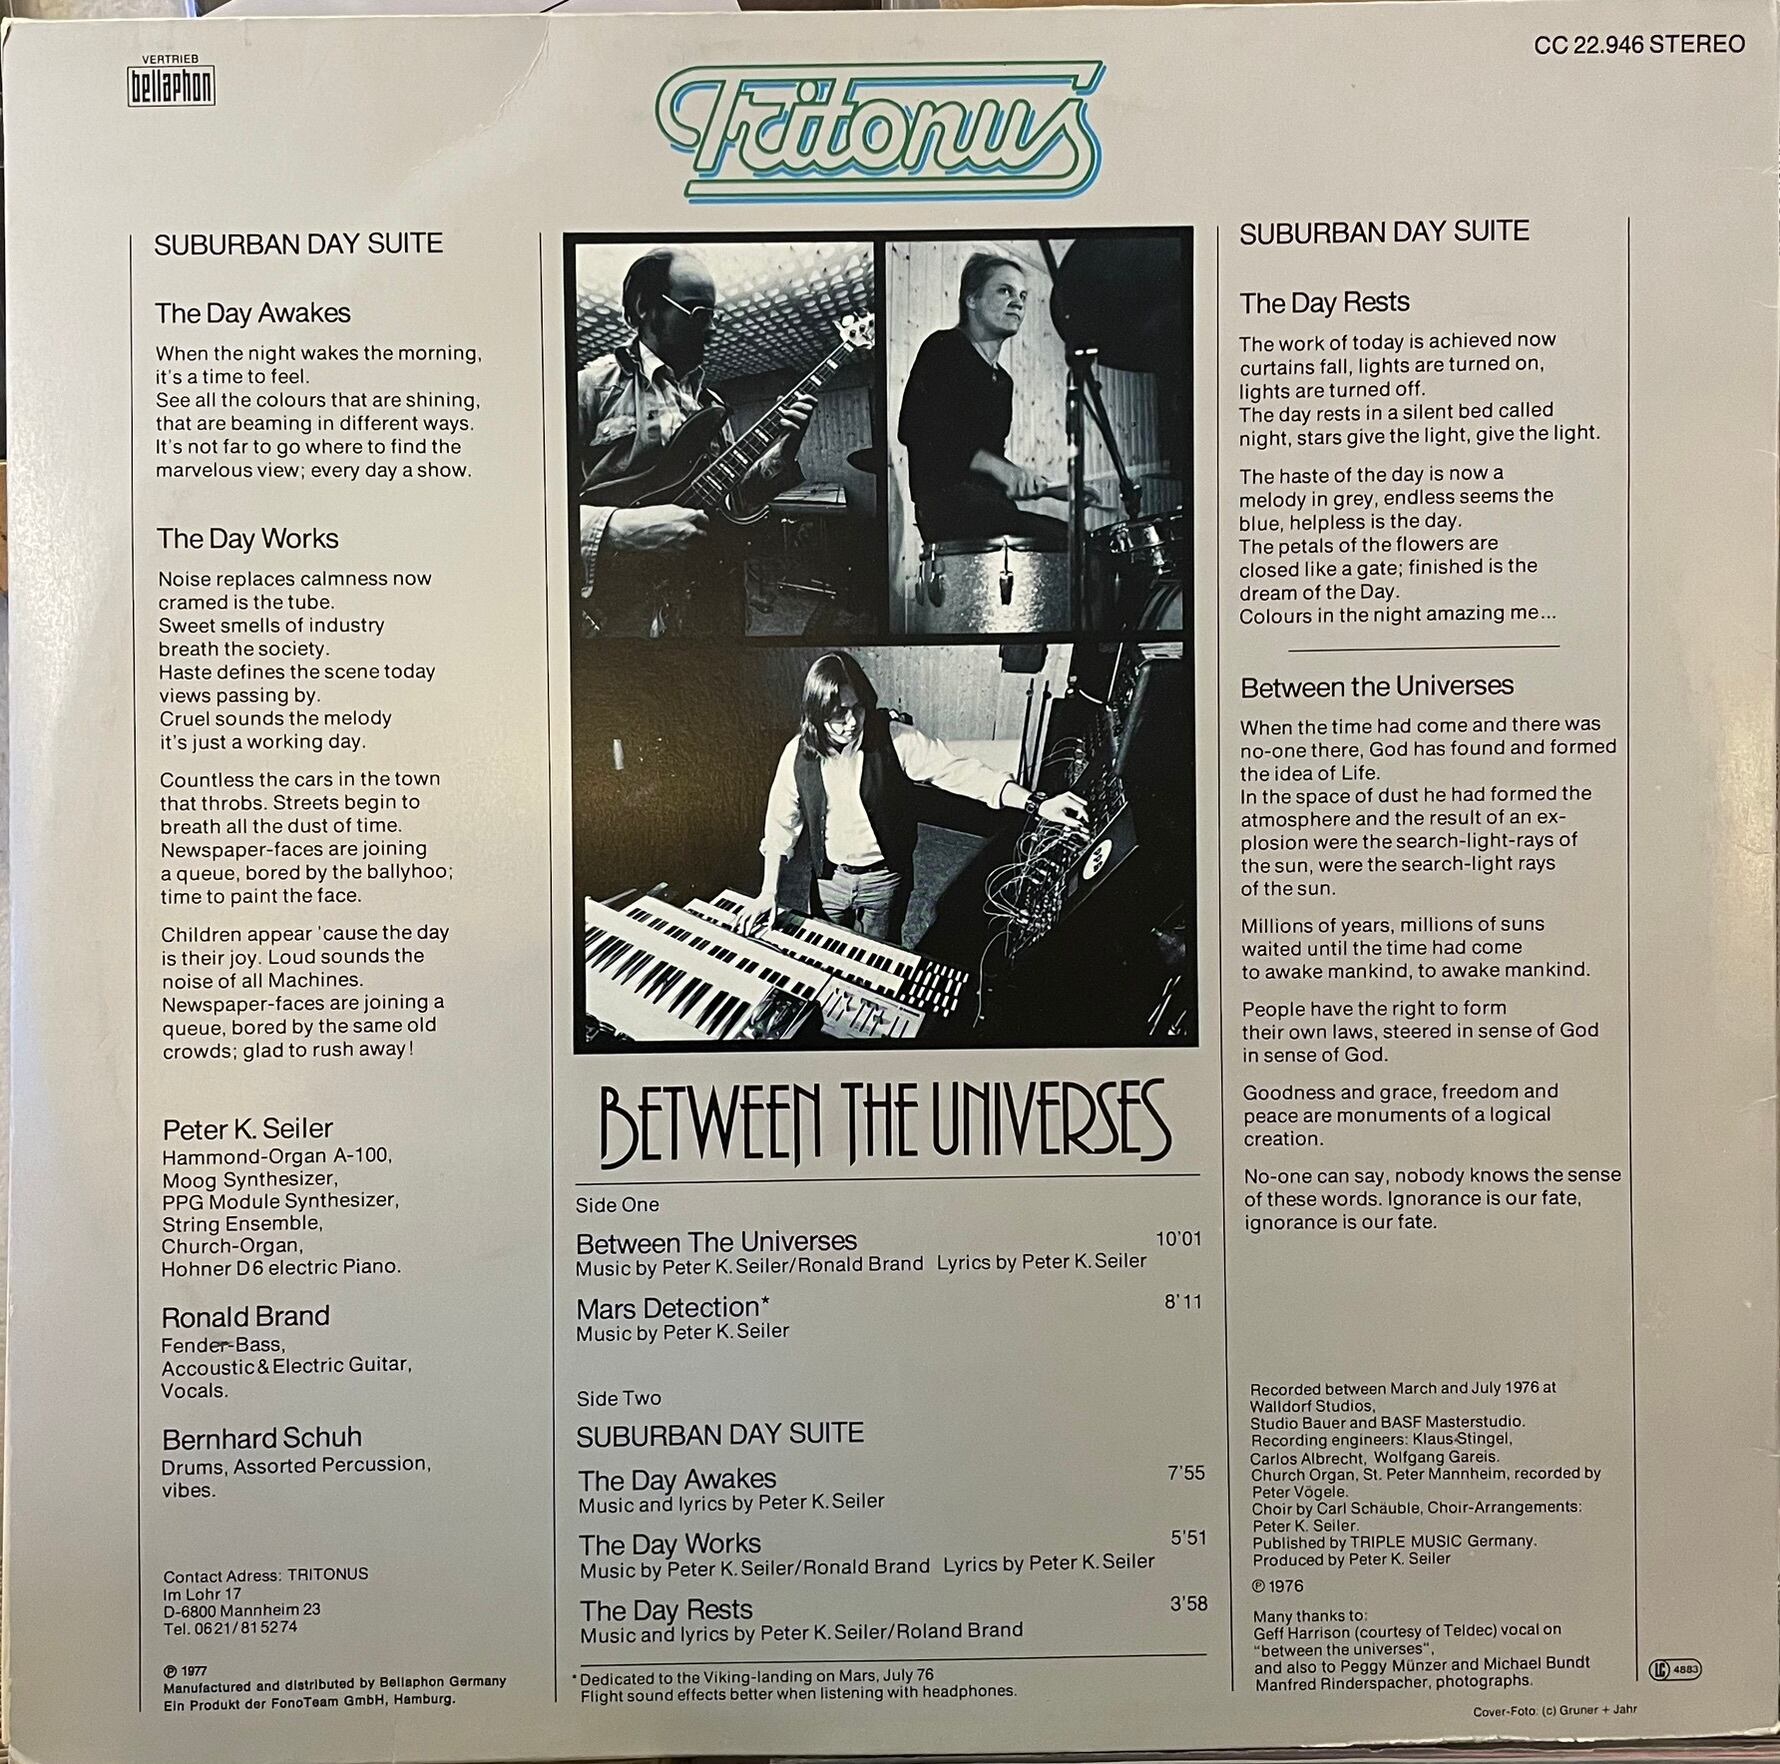 VERTRIEB
bellaphon
CC 22.946 STEREO
Tritonus
SUBURBAN DAY SUITE
The Day Awakes
When the night wakes the morning,
it's a time to feel.
See all the colours that are shining,
that are beaming in different ways.
It's not far to go where to find the
marvelous view; every day a show.
The Day Works
Noise replaces calmness now
cramed is the tube.
Sweet smells of industry
breath the society.
Haste defines the scene today
views passing by.
Cruel sounds the melody
it's just a working day.
Countless the cars in the town
that throbs. Streets begin to
breath all the dust of time.
Newspaper-faces are joining
a queue, bored by the ballyhoo;
time to paint the face.
Children appear 'cause the day
is their joy. Loud sounds the
noise of all Machines.
Newspaper-faces are joining a
queue, bored by the same old
crowds; glad to rush away!
Peter K. Seiler
Hammond-Organ A-100,
Moog Synthesizer,
PPG Module Synthesizer,
String Ensemble,
Church-Organ,
Hohner D6 electric Piano.
Ronald Brand
Fender-Bass,
Accoustic & Electric Guitar,
Vocals.
Bernhard Schuh
Drums, Assorted Percussion,
vibes.
Contact Adress: TRITONUS
Im Lohr 17
D-6800 Mannheim 23
Tel. 0621/815274
℗ 1977
Manufactured and distributed by Bellaphon Germany
Ein Produkt der FonoTeam GmbH, Hamburg.
PPG
BETWEEN THE UNIVERSES
Side One
Between The Universes 10'01
Music by Peter K. Seiler/Ronald Brand Lyrics by Peter K. Seiler
Mars Detection* 8'11
Music by Peter K. Seiler
Side Two
SUBURBAN DAY SUITE
The Day Awakes 7'55
Music and lyrics by Peter K. Seiler
The Day Works 5'51
Music by Peter K. Seiler/Ronald Brand Lyrics by Peter K. Seiler
The Day Rests 3'58
Music and lyrics by Peter K. Seiler/Roland Brand
*Dedicated to the Viking-landing on Mars, July 76
Flight sound effects better when listening with headphones.
SUBURBAN DAY SUITE
The Day Rests
The work of today is achieved now
curtains fall, lights are turned on,
lights are turned off.
The day rests in a silent bed called
night, stars give the light, give the light.
The haste of the day is now a
melody in grey, endless seems the
blue, helpless is the day.
The petals of the flowers are
closed like a gate; finished is the
dream of the Day.
Colours in the night amazing me...
Between the Universes
When the time had come and there was
no-one there, God has found and formed
the idea of Life.
In the space of dust he had formed the
atmosphere and the result of an ex-
plosion were the search-light-rays of
the sun, were the search-light rays
of the sun.
Millions of years, millions of suns
waited until the time had come
to awake mankind, to awake mankind.
People have the right to form
their own laws, steered in sense of God
in sense of God.
Goodness and grace, freedom and
peace are monuments of a logical
creation.
No-one can say, nobody knows the sense
of these words. Ignorance is our fate,
ignorance is our fate.
Recorded between March and July 1976 at
Walldorf Studios,
Studio Bauer and BASF Masterstudio.
Recording engineers: Klaus Stingel,
Carlos Albrecht, Wolfgang Gareis.
Church Organ, St. Peter Mannheim, recorded by
Peter Vögele.
Choir by Carl Schäuble, Choir-Arrangements:
Peter K. Seiler.
Published by TRIPLE MUSIC Germany.
Produced by Peter K. Seiler
℗ 1976
Many thanks to:
Geff Harrison (courtesy of Teldec) vocal on
"between the universes",
and also to Peggy Münzer and Michael Bundt
Manfred Rinderspacher, photographs.
LC 4883
Cover-Foto: (c) Gruner + Jahr